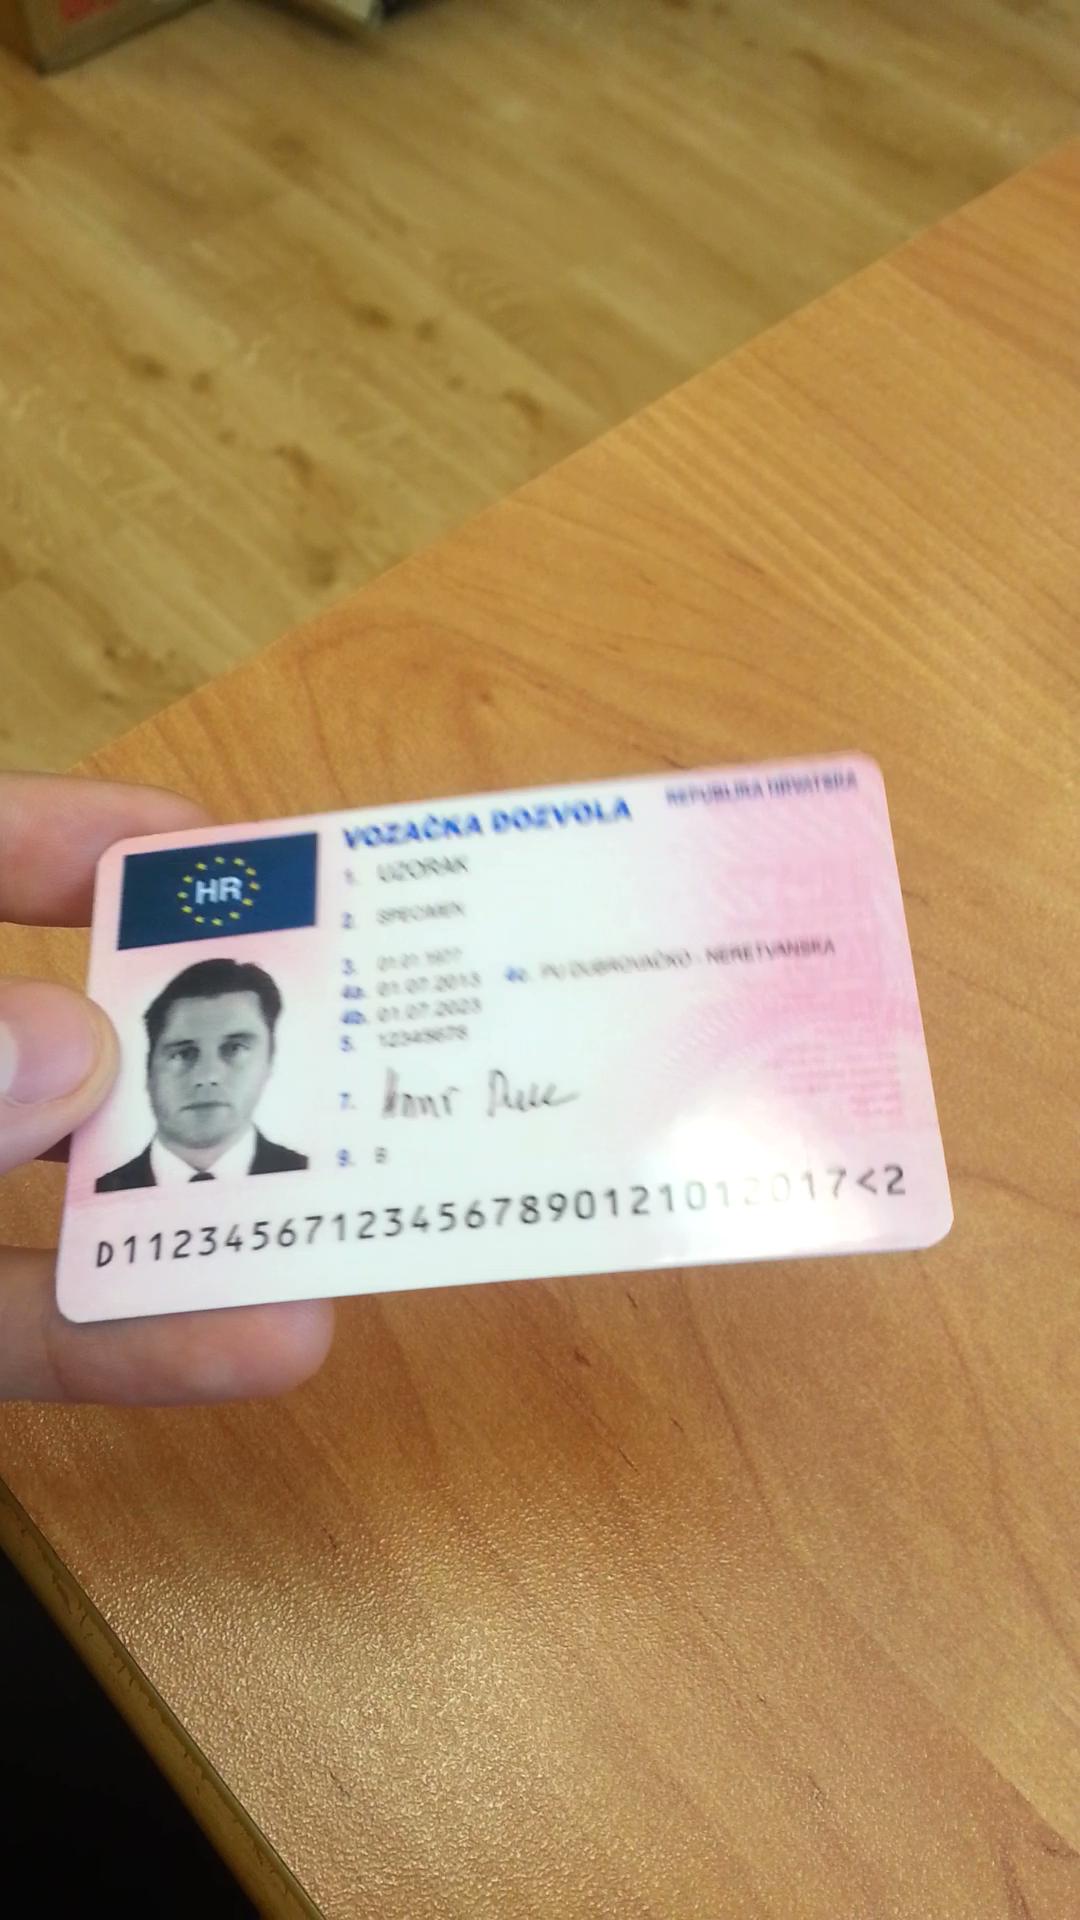 HR
VOZAČKA DOZVOLA REPUBLIKA HRVATSKA
1. UZORAK
2. SPECIMEN
3. 01.01.1977
4a. 01.07.2013 4c. PU DUBROVAČKO - NERETVANSKA
4b. 01.07.2023
5. 12345678
7.
9. B
D11234567123456789012101 2017<2